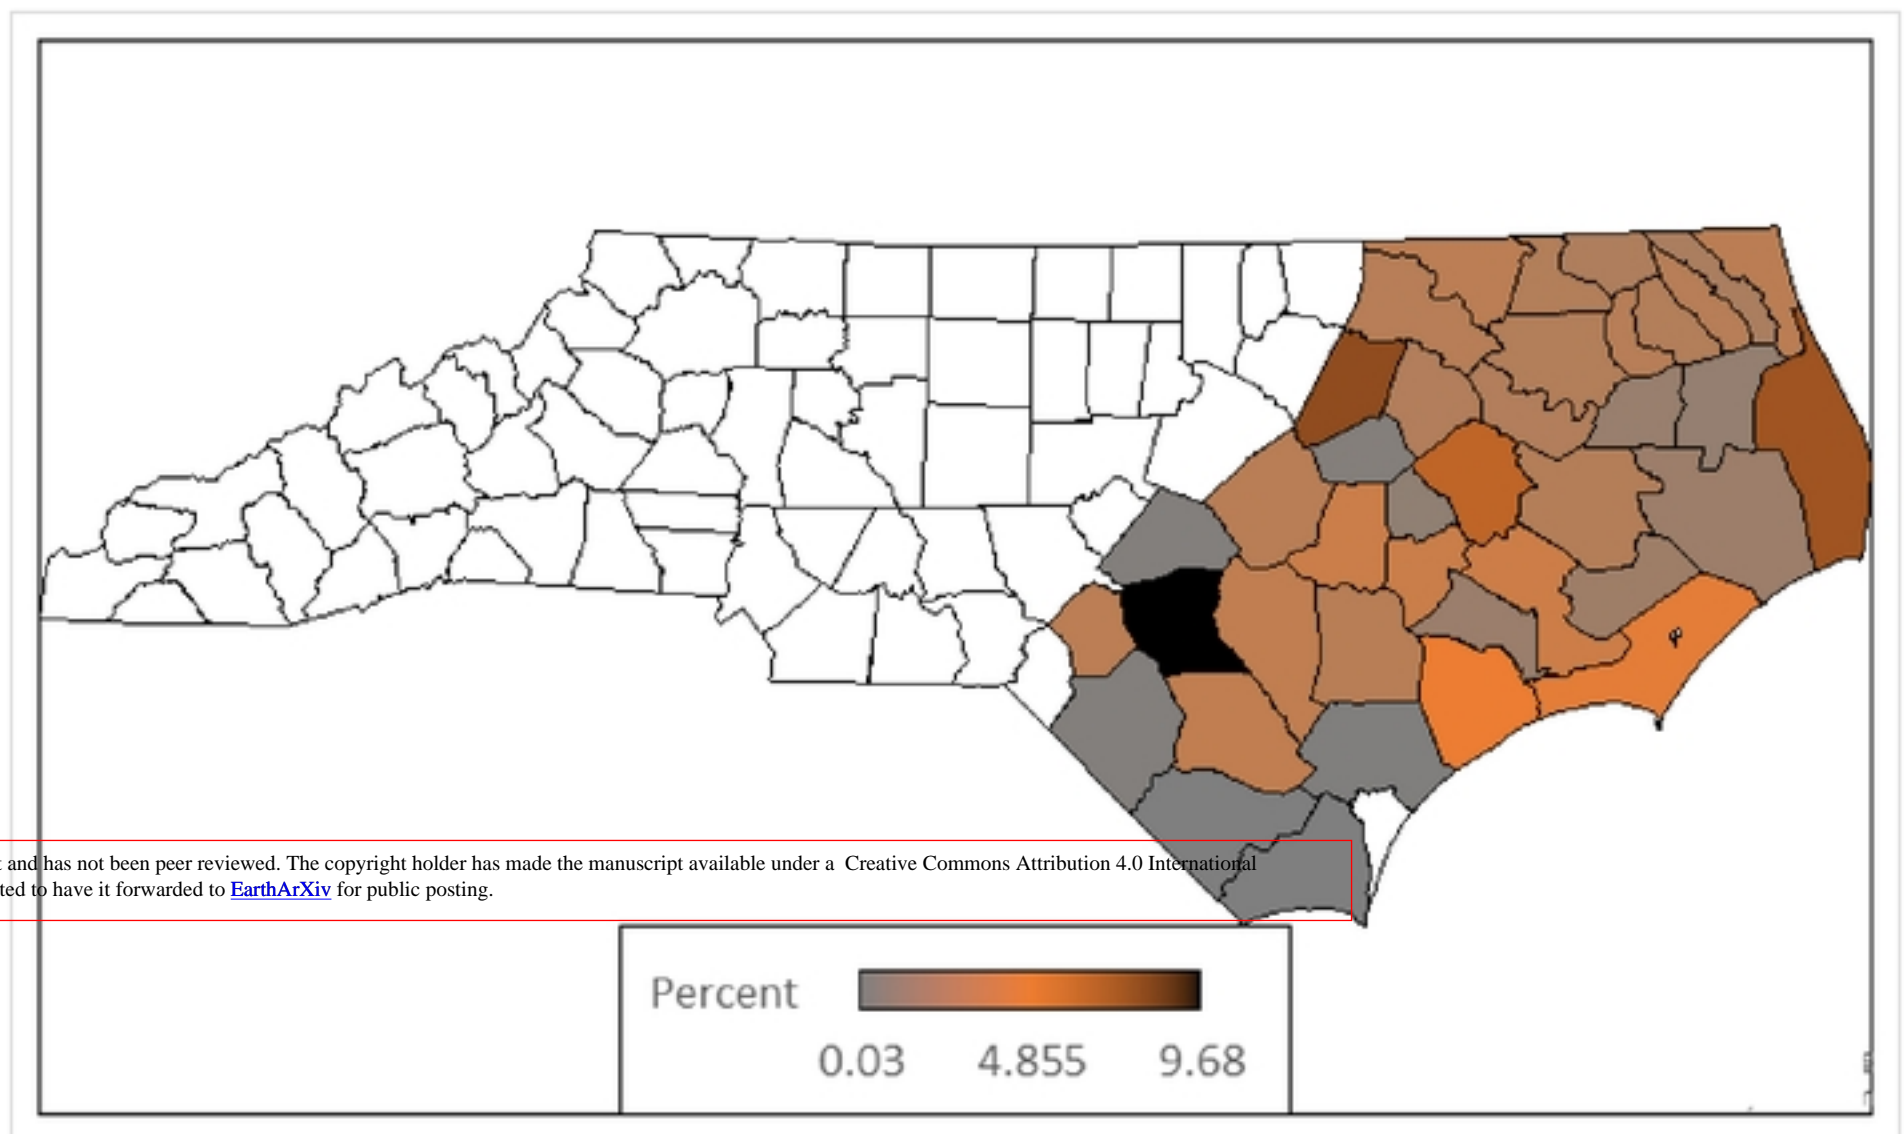 t and has not been peer reviewed. The copyright holder has made the manuscript available under a Creative Commons Attribution 4.0 International
ted to have it forwarded to EarthArXiv for public posting.
Percent
0.03 4.855 9.68